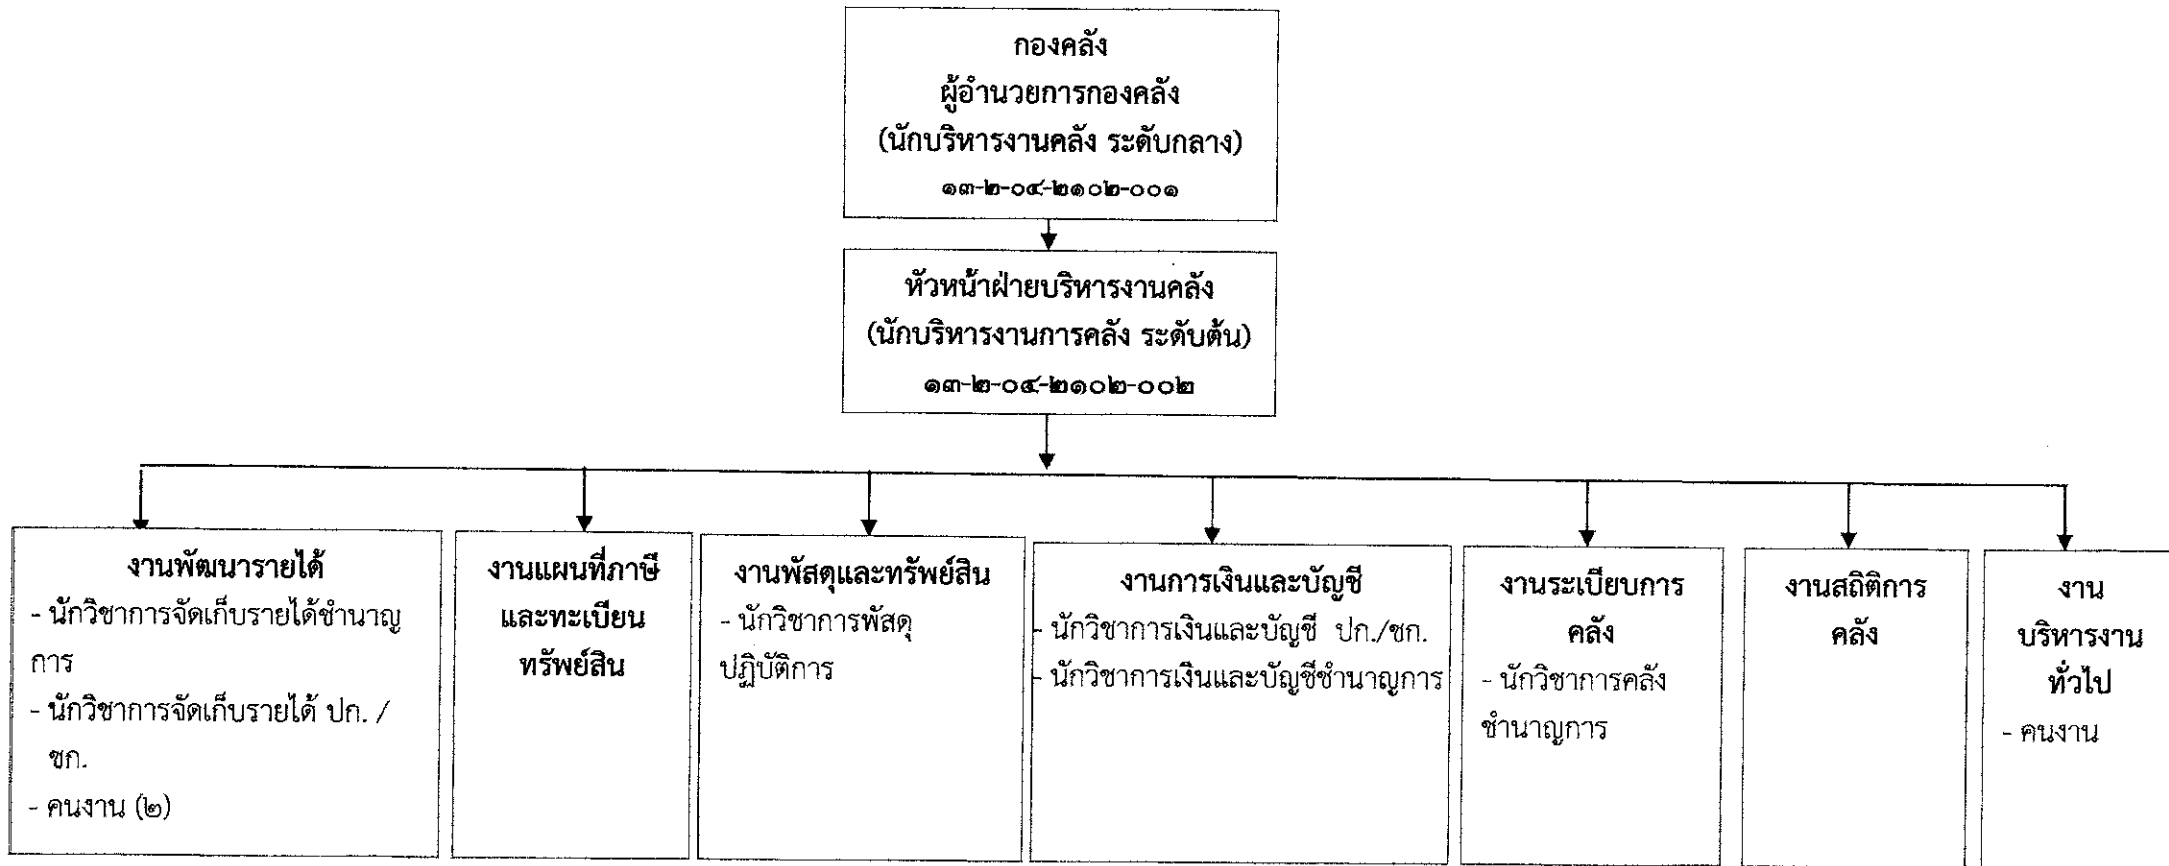 กองคลัง
ผู้อำนวยการกองคลัง
(นักบริหารงานคลัง ระดับกลาง)
๑๓-๒-๐๔-๒๑๐๒-๐๐๑
หัวหน้าฝ่ายบริหารงานคลัง
(นักบริหารงานการคลัง ระดับต้น)
๑๓-๒-๐๔-๒๑๐๒-๐๐๒
งานพัฒนารายได้
- นักวิชาการจัดเก็บรายได้ชำนาญ
การ
- นักวิชาการจัดเก็บรายได้ ปก. /
ชก.
- คนงาน (๒)
งานแผนที่ภาษี
และทะเบียน
ทรัพย์สิน
งานพัสดุและทรัพย์สิน
- นักวิชาการพัสดุ
ปฏิบัติการ
งานการเงินและบัญชี
- นักวิชาการเงินและบัญชี ปก./ชก.
- นักวิชาการเงินและบัญชีชำนาญการ
งานระเบียบการ
คลัง
- นักวิชาการคลัง
ชำนาญการ
งานสถิติการ
คลัง
งาน
บริหารงาน
ทั่วไป
- คนงาน